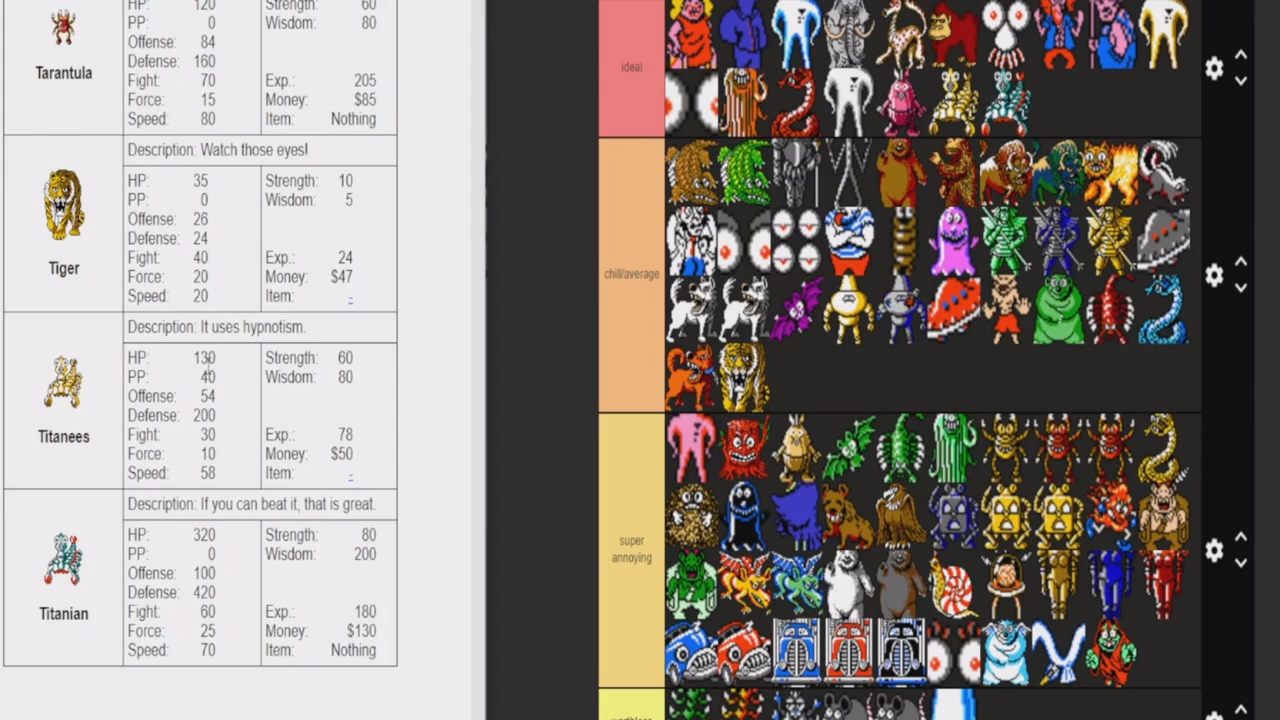 HP: 120 Strength: 60
PP: 0 Wisdom: 80
Offense: 84
Defense: 160
Tarantula
Fight: 70 Exp.: 205
Force: 15 Money: $85
Speed: 80 Item: Nothing
Description: Watch those eyes!
HP: 35 Strength: 10
PP: 0 Wisdom: 5
Offense: 26
Defense: 24
Tiger
Fight: 40 Exp.: 24
Force: 20 Money: $47
Speed: 20 Item: -
Description: It uses hypnotism.
HP: 130 Strength: 60
PP: 40 Wisdom: 80
Offense: 54
Defense: 200
Titanees
Fight: 30 Exp.: 78
Force: 10 Money: $50
Speed: 58 Item: -
Description: If you can beat it, that is great.
HP: 320 Strength: 80
PP: 0 Wisdom: 200
Offense: 100
Defense: 420
Titanian
Fight: 60 Exp.: 180
Force: 25 Money: $130
Speed: 70 Item: Nothing
ideal
chill/average
super
annoying